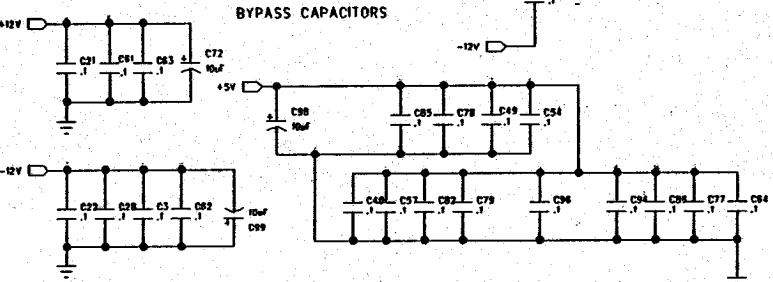 BYPASS CAPACITORS
.1
-12V
+12V
C21
.1
C61
.1
C63
.1
+
C72
10uF
+5V
+
C98
10uF
C85
.1
C78
.1
C49
.1
C54
.1
-12V
C22
.1
C28
.1
C3
.1
C62
.1
10uF
+
C99
C48
.1
C57
.1
C82
.1
C79
.1
C96
.1
C94
.1
C86
.1
C77
.1
C84
.1